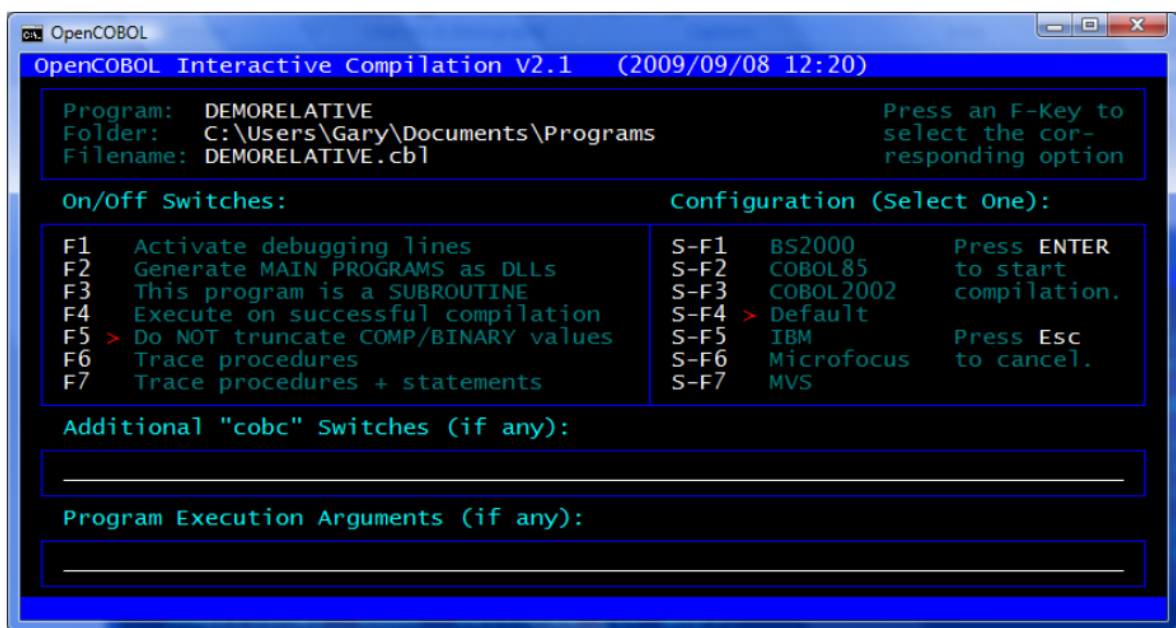 OpenCOBOL
OpenCOBOL Interactive Compilation V2.1 (2009/09/08 12:20)
Program: DEMORELATIVE Press an F-Key to
Folder: C:\Users\Gary\Documents\Programs select the cor-
Filename: DEMORELATIVE.cbl responding option
On/Off Switches: Configuration (Select One):
F1 Activate debugging lines S-F1 BS2000 Press ENTER
F2 Generate MAIN PROGRAMS as DLLs S-F2 COBOL85 to start
F3 This program is a SUBROUTINE S-F3 COBOL2002 compilation.
F4 Execute on successful compilation S-F4 > Default
F5 > Do NOT truncate COMP/BINARY values S-F5 IBM Press Esc
F6 Trace procedures S-F6 Microfocus to cancel.
F7 Trace procedures + statements S-F7 MVS
Additional "cobc" Switches (if any):
Program Execution Arguments (if any):